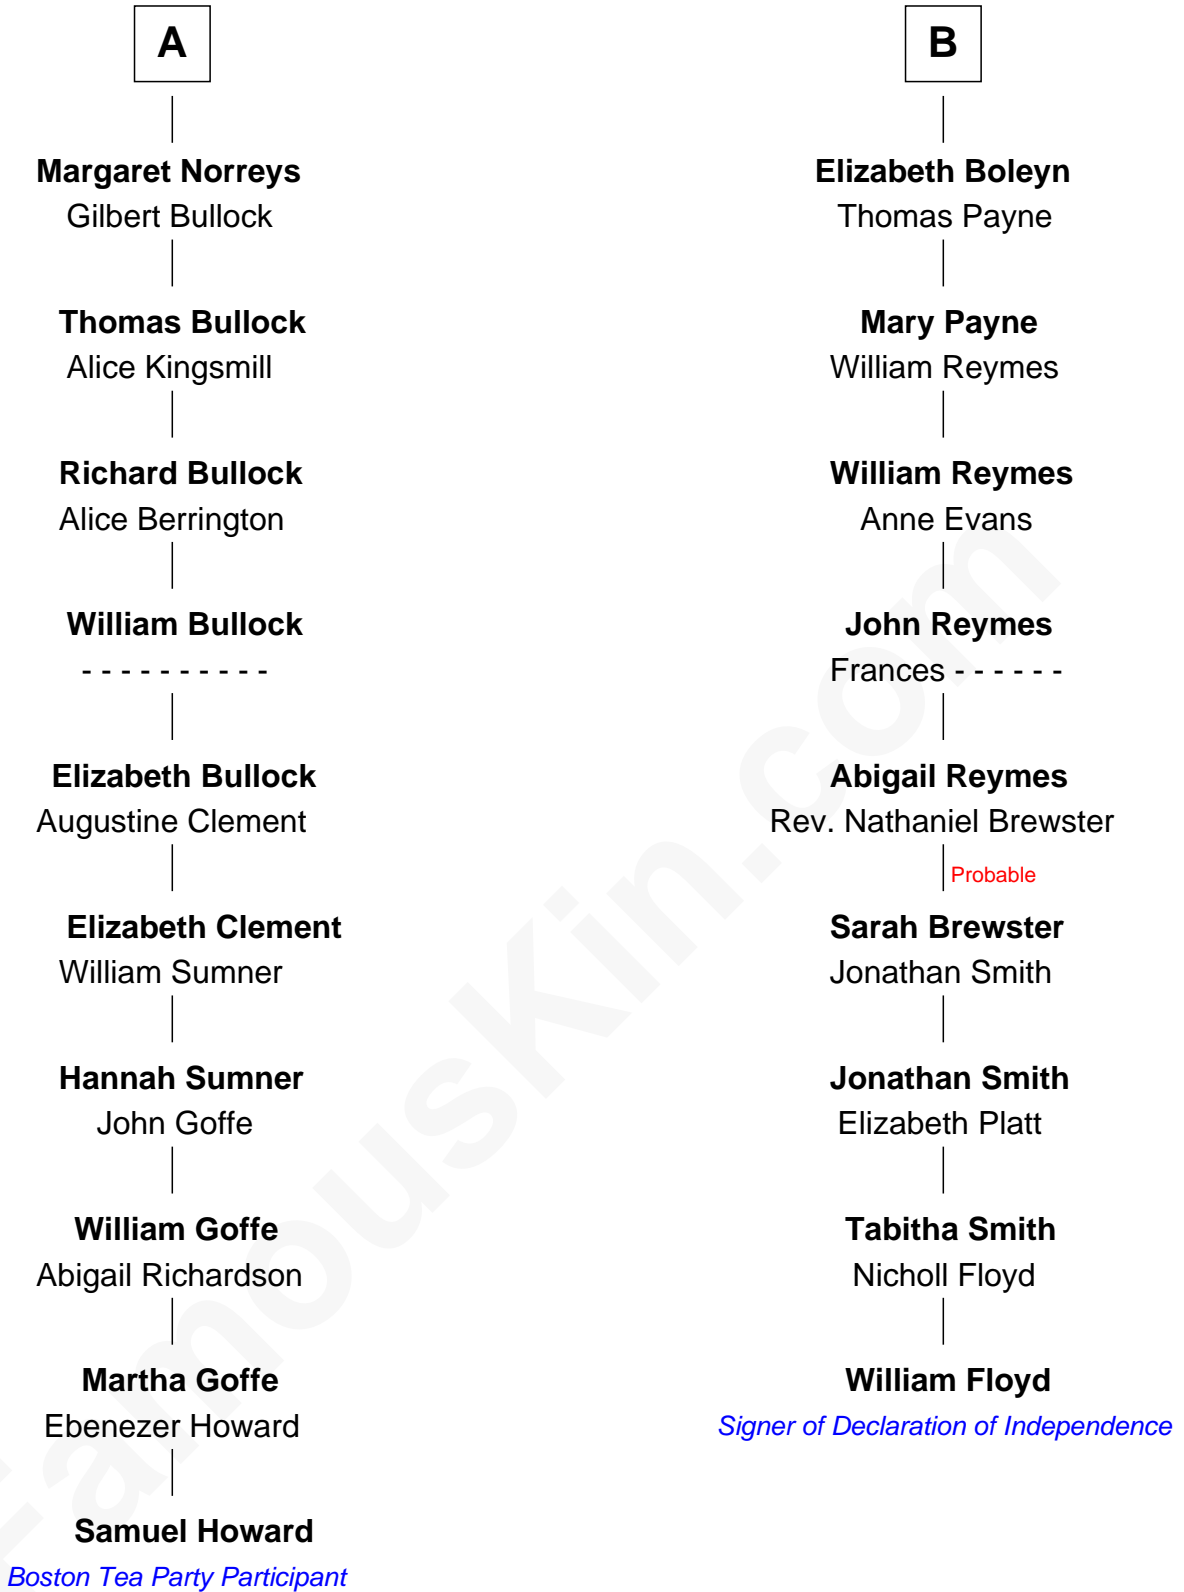 A
Margaret Norreys
Gilbert Bullock
Thomas Bullock
Alice Kingsmill
Richard Bullock
Alice Berrington
William Bullock
- - - - - - - - - -
Elizabeth Bullock
Augustine Clement
Elizabeth Clement
William Sumner
Hannah Sumner
John Goffe
William Goffe
Abigail Richardson
Martha Goffe
Ebenezer Howard
Samuel Howard
Boston Tea Party Participant
B
Elizabeth Boleyn
Thomas Payne
Mary Payne
William Reymes
William Reymes
Anne Evans
John Reymes
Frances - - - - - -
Abigail Reymes
Rev. Nathaniel Brewster
Probable
Sarah Brewster
Jonathan Smith
Jonathan Smith
Elizabeth Platt
Tabitha Smith
Nicholl Floyd
William Floyd
Signer of Declaration of Independence
FamousKin.com